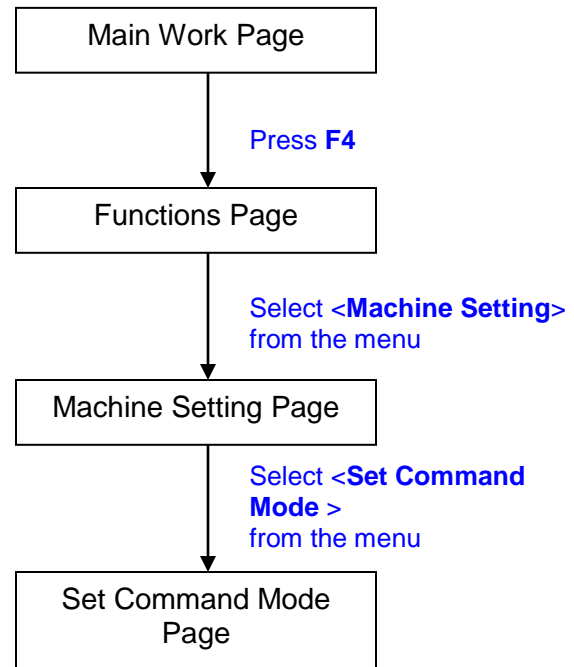 Main Work Page
Press F4
Functions Page
Select <Machine Setting>
from the menu
Machine Setting Page
Select <Set Command
Mode >
from the menu
Set Command Mode
Page